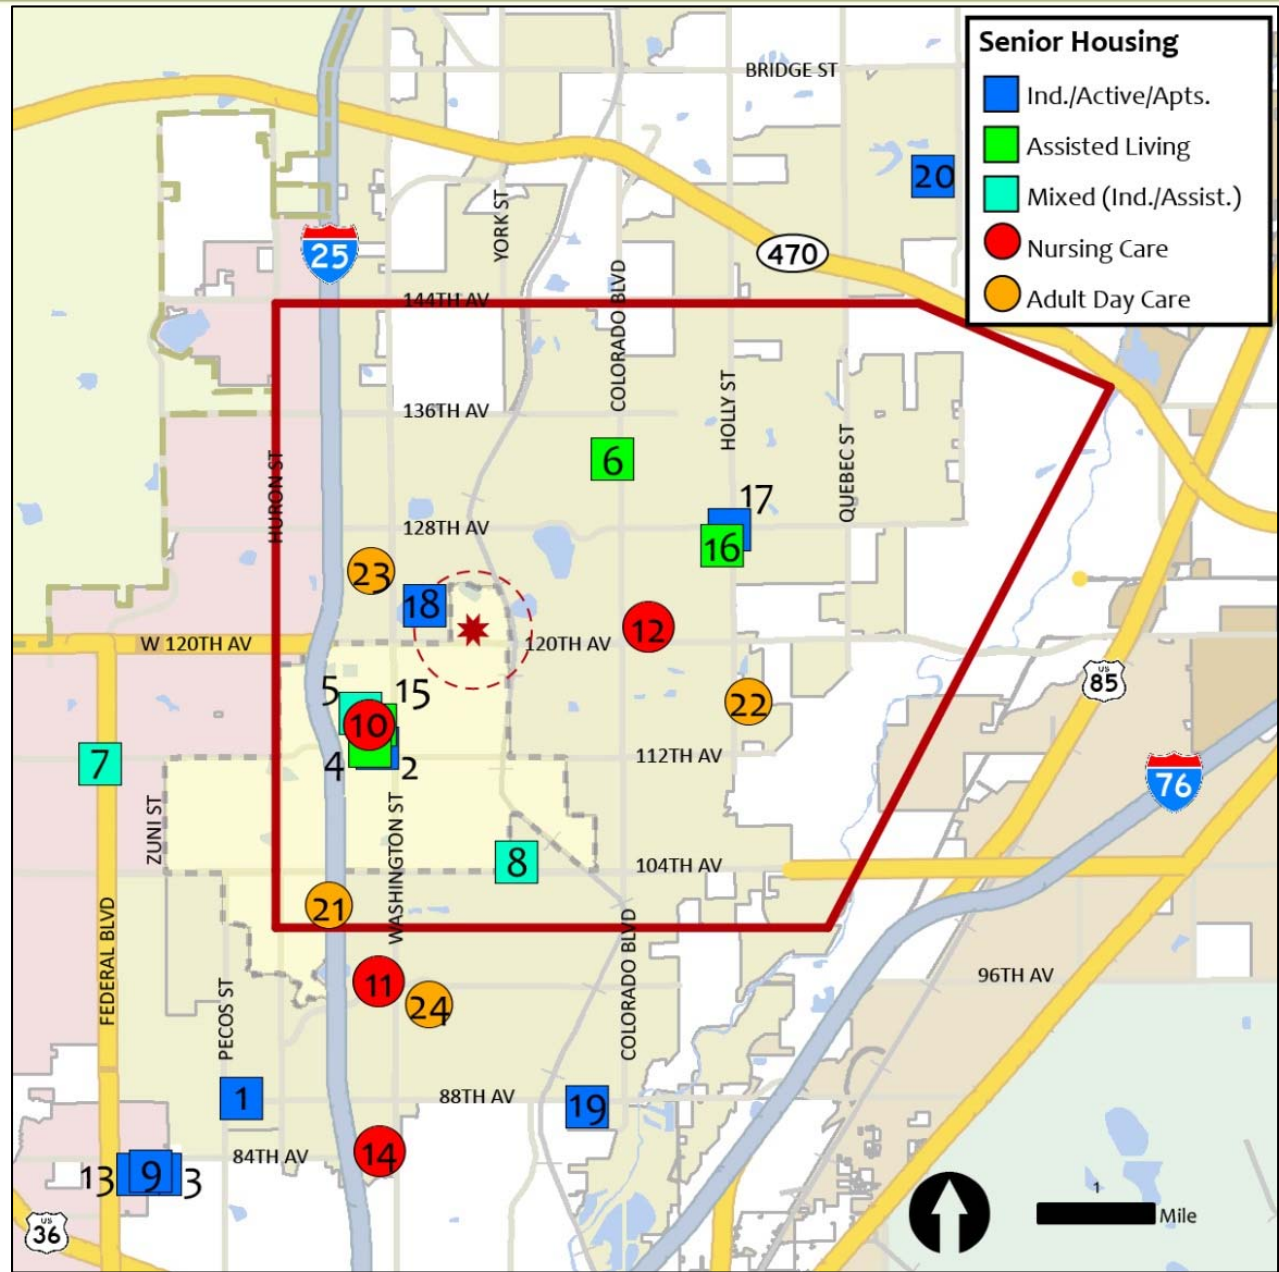 Senior Housing
Ind./Active/Apts.
Assisted Living
Mixed (Ind./Assist.)
Nursing Care
Adult Day Care
BRIDGE ST
20
YORK ST
25
470
COLORADO BLVD
144TH AV
136TH AV
HOLLY ST
QUEBEC ST
HURON ST
6
17
128TH AV
16
23
18
12
W 120TH AV
120TH AV
5
15
22
US
85
10
7
4
2
112TH AV
76
ZUNI ST
WASHINGTON ST
8
104TH AV
21
FEDERAL BLVD
COLORADO BLVD
11
24
96TH AV
PECOS ST
1
88TH AV
19
14
84TH AV
13
9
3
US
36
1
Mile